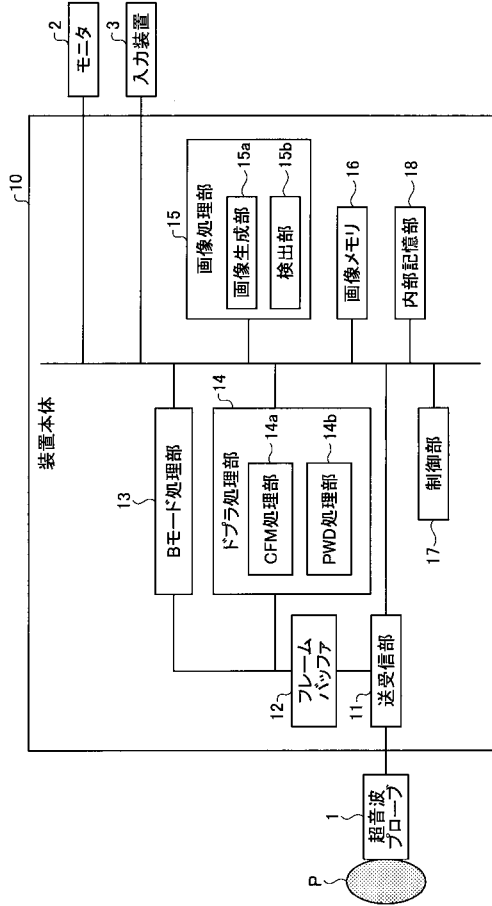 10
装置本体
2
モニタ
3
入力装置
13
Bモード処理部
14
ドプラ処理部
14a
CFM処理部
14b
PWD処理部
15
画像処理部
15a
画像生成部
15b
検出部
16
画像メモリ
18
内部記憶部
12
フレーム
バッファ
11
送受信部
17
制御部
1
超音波
プローブ
P